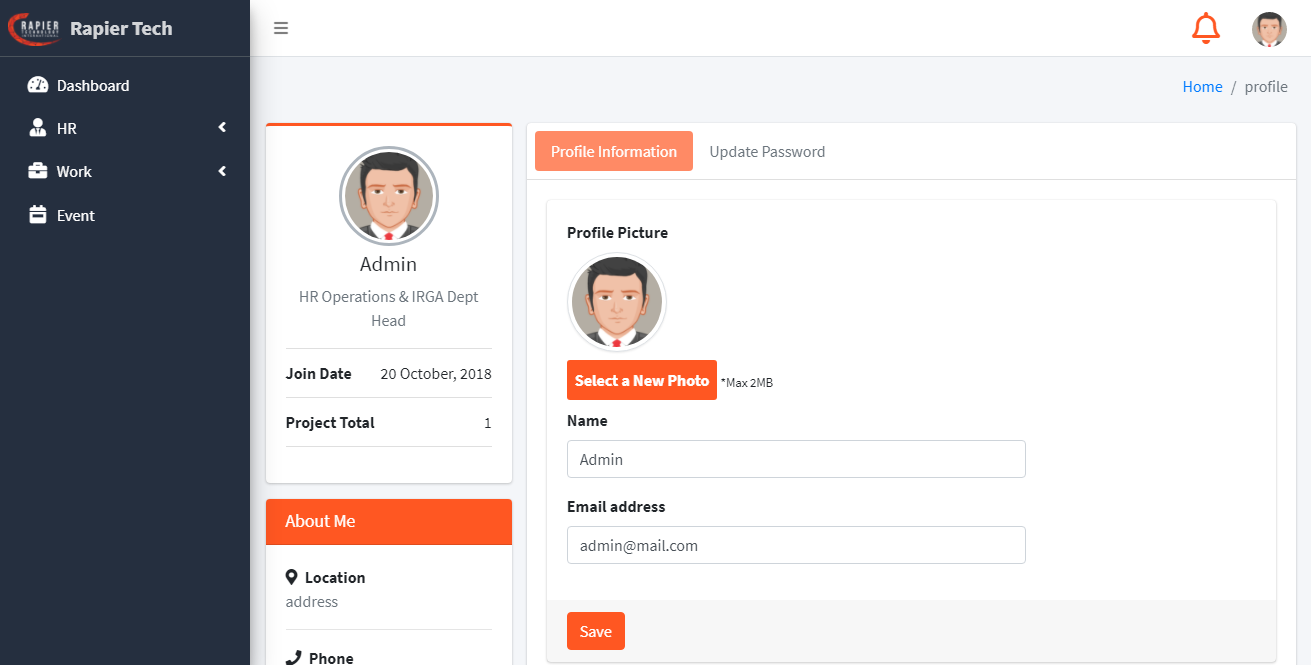 RAPIER
TECHNOLOGY
INTERNATIONAL
Rapier Tech
Dashboard
HR
Work
Event
Home / profile
Admin
HR Operations & IRGA Dept
Head
Join Date 20 October, 2018
Project Total 1
About Me
Location
address
Phone
Profile Information Update Password
Profile Picture
Select a New Photo *Max 2MB
Name
Admin
Email address
admin@mail.com
Save